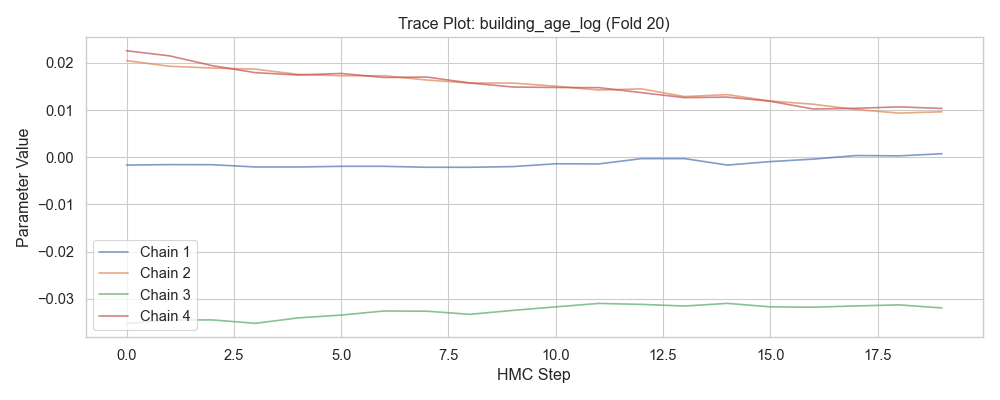 Trace Plot: building_age_log (Fold 20)
Parameter Value
0.02
0.01
0.00
−0.01
−0.02
−0.03
Chain 1
Chain 2
Chain 3
Chain 4
0.0 2.5 5.0 7.5 10.0 12.5 15.0 17.5
HMC Step